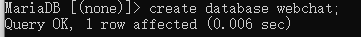 MariaDB [(none)]> create database webchat;
Query OK, 1 row affected (0.006 sec)